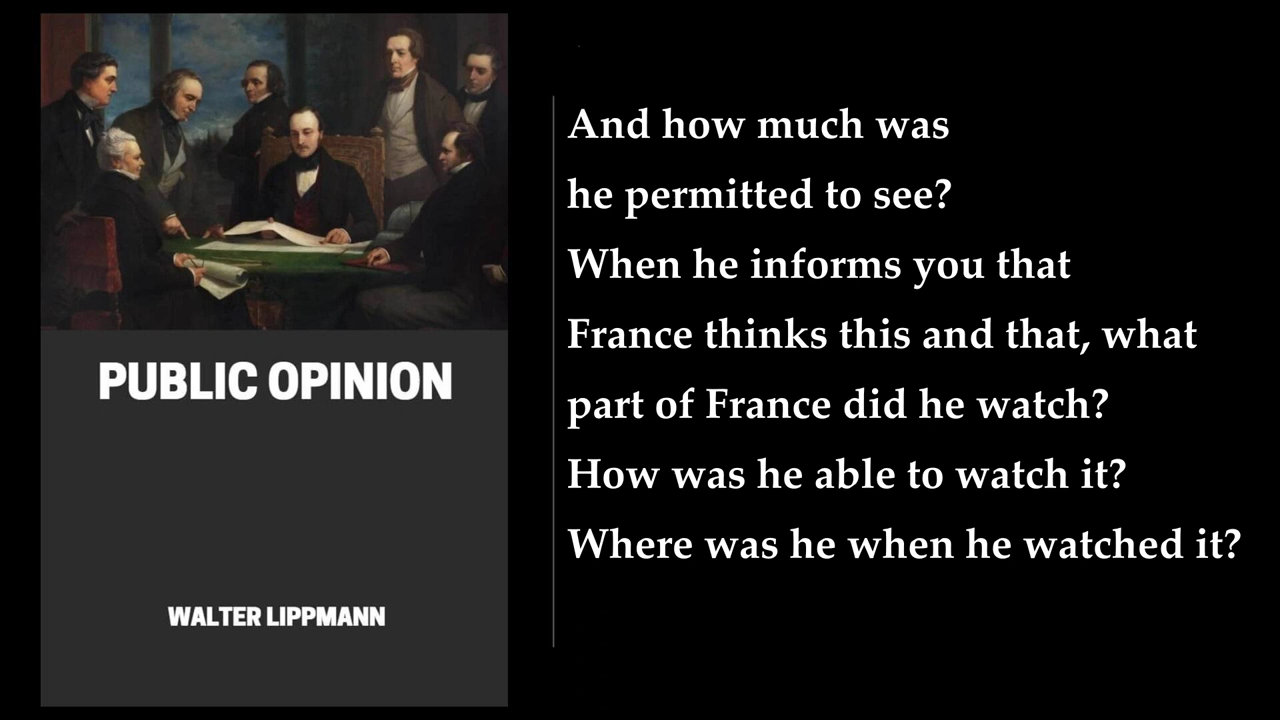 PUBLIC OPINION
WALTER LIPPMANN
And how much was
he permitted to see?
When he informs you that
France thinks this and that, what
part of France did he watch?
How was he able to watch it?
Where was he when he watched it?